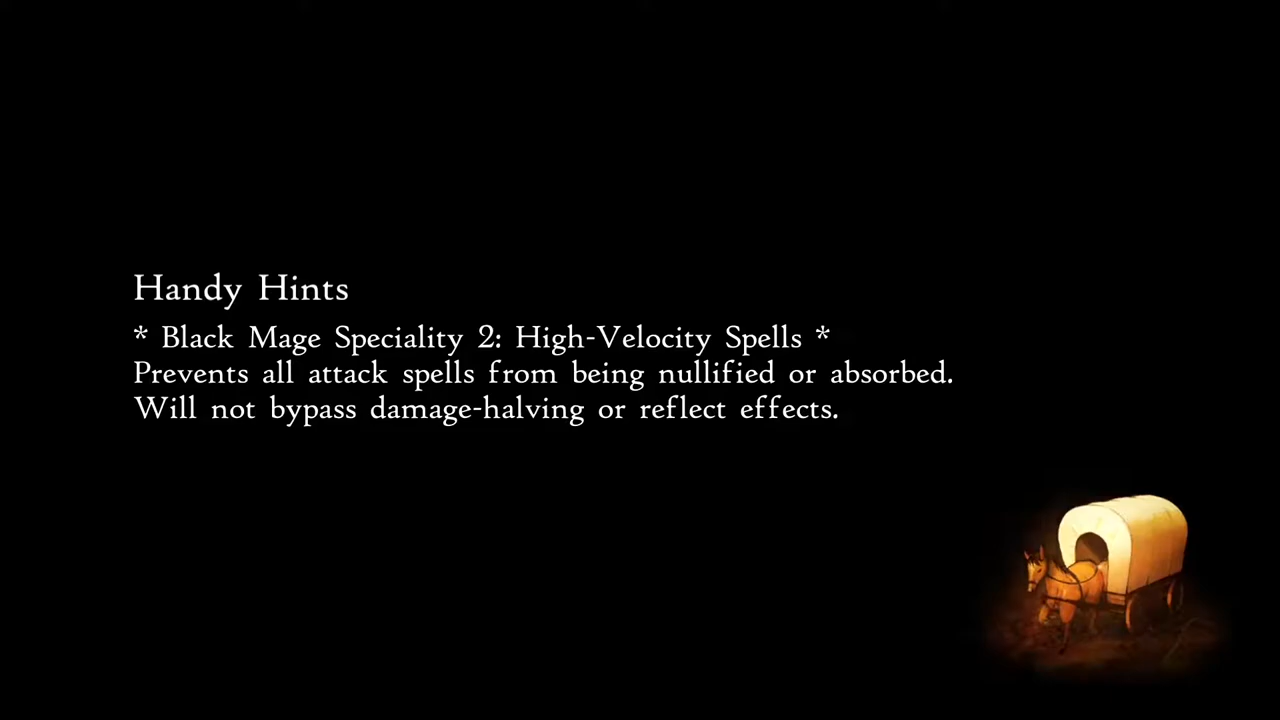 Handy Hints
* Black Mage Speciality 2: High-Velocity Spells *
Prevents all attack spells from being nullified or absorbed.
Will not bypass damage-halving or reflect effects.